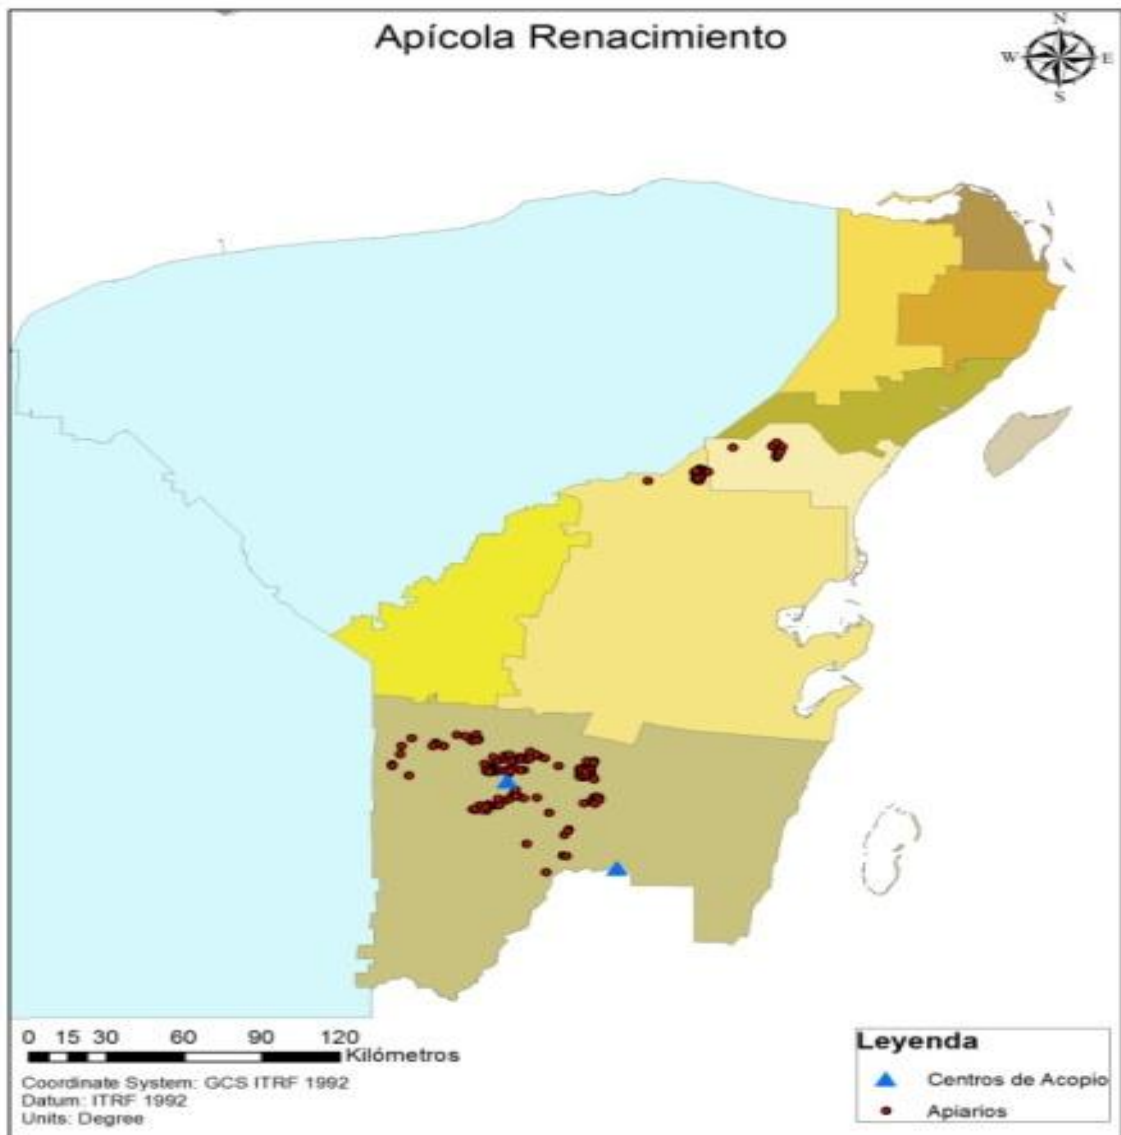 Apícola Renacimiento
N
W E
S
0 15 30 60 90 120
Kilómetros
Coordinate System: GCS ITRF 1992
Datum: ITRF 1992
Units: Degree
Leyenda
Centros de Acopio
Apiarios